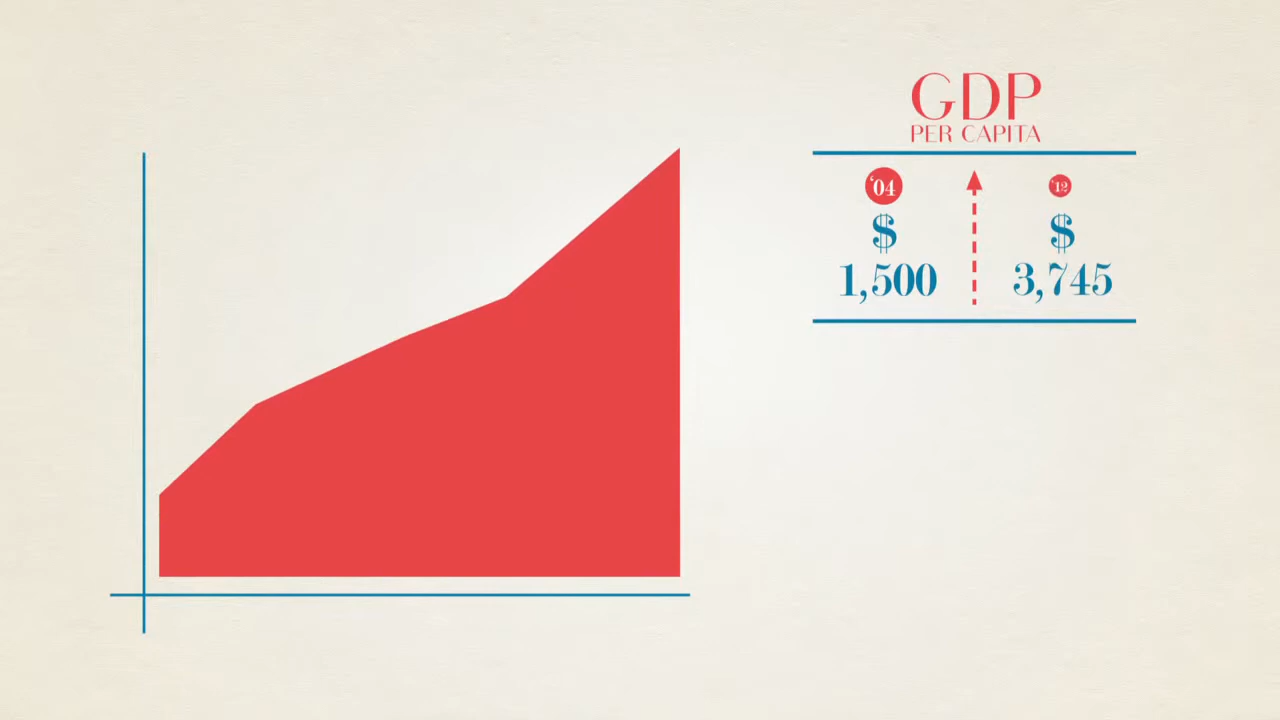 GDP
PER CAPITA
‘04 ‘12
$ $
1,500 3,745